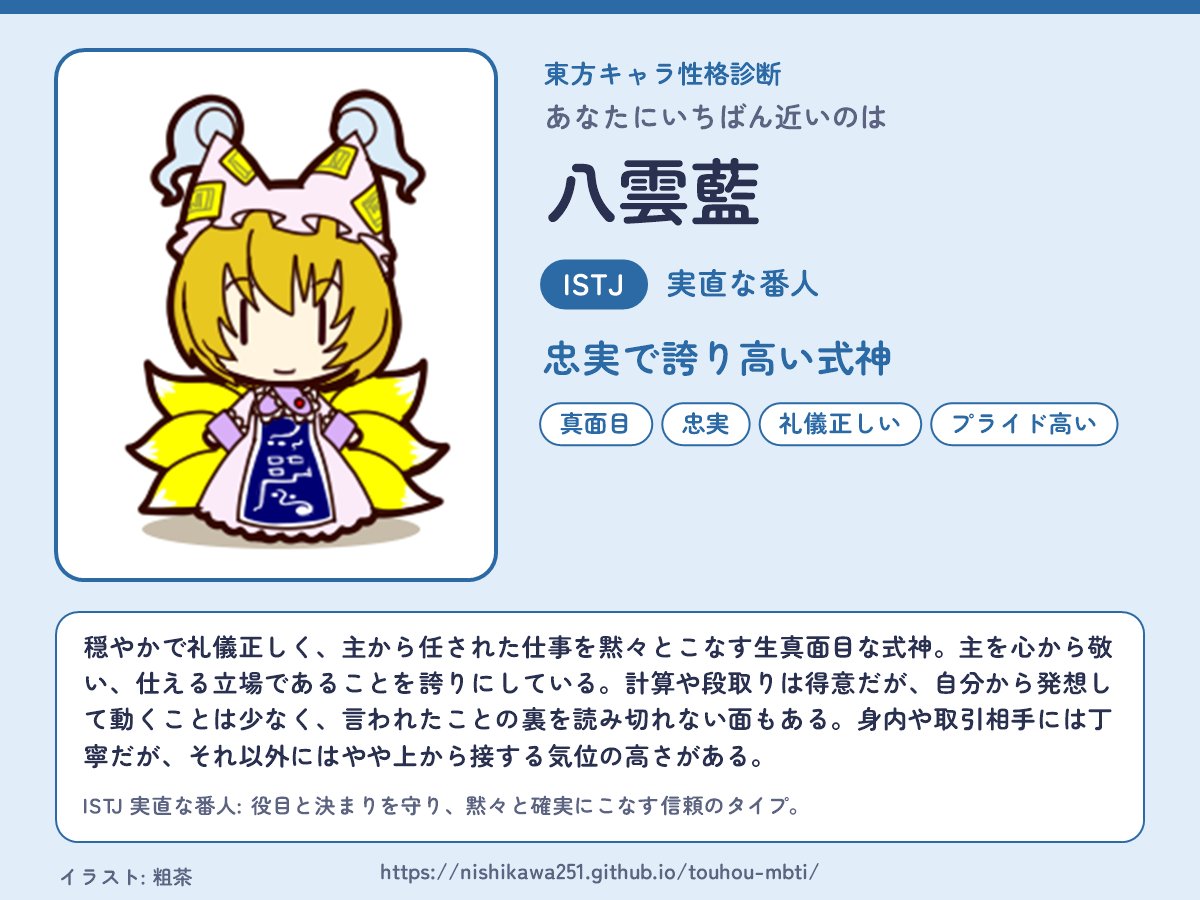 東方キャラ性格診断
あなたにいちばん近いのは
八雲藍
ISTJ 実直な番人
忠実で誇り高い式神
真面目 忠実 礼儀正しい プライド高い
穏やかで礼儀正しく、主から任された仕事を黙々とこなす生真面目な式神。主を心から敬
い、仕える立場であることを誇りにしている。計算や段取りは得意だが、自分から発想し
て動くことは少なく、言われたことの裏を読み切れない面もある。身内や取引相手には丁
寧だが、それ以外にはやや上から接する気位の高さがある。
ISTJ 実直な番人: 役目と決まりを守り、黙々と確実にこなす信頼のタイプ。
イラスト: 粗茶
https://nishikawa251.github.io/touhou-mbti/